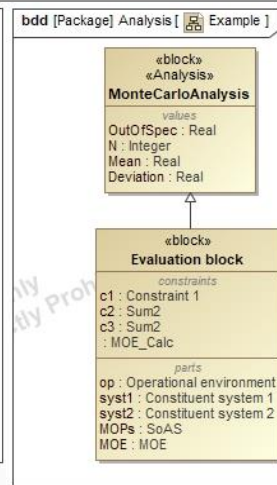 bdd [Package] Analysis [ Example ]
«block»
«Analysis»
MonteCarloAnalysis
values
OutOfSpec : Real
N : Integer
Mean : Real
Deviation : Real
«block»
Evaluation block
constraints
c1 : Constraint 1
c2 : Sum2
c3 : Sum2
: MOE_Calc
parts
op : Operational environment
syst1 : Constituent system 1
syst2 : Constituent system 2
MOPs : SoAS
MOE : MOE